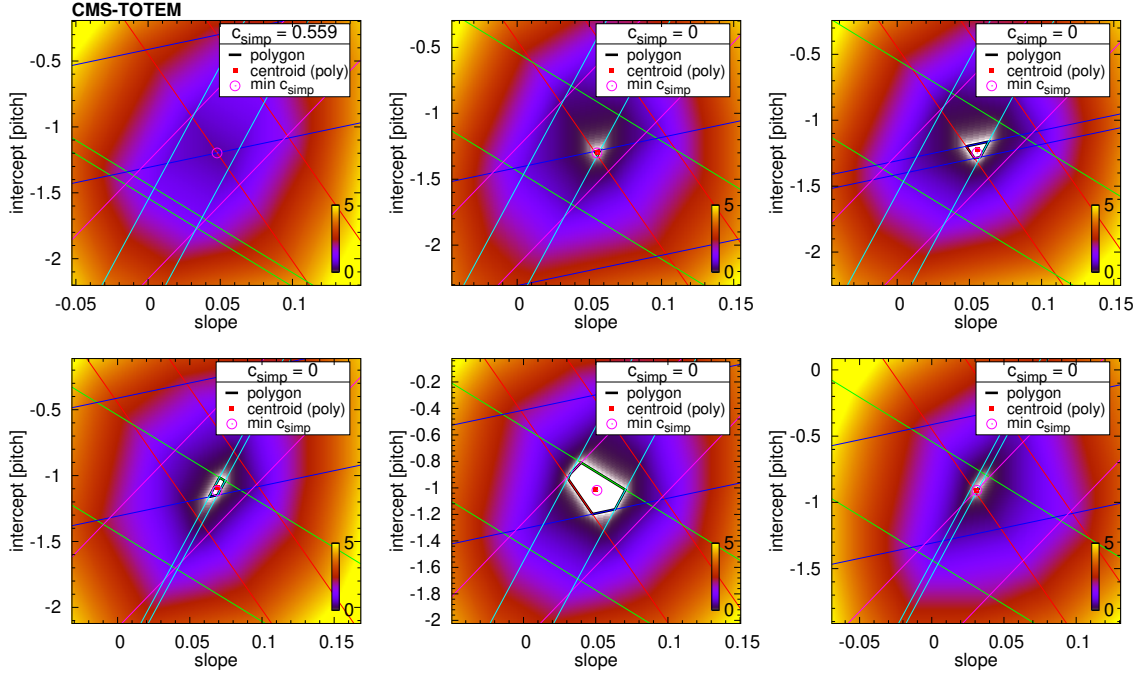 CMS-TOTEM
c_simp = 0.559
polygon
centroid (poly)
min c_simp
-0.5
-1
-1.5
-2
intercept [pitch]
5
0
-0.05 0 0.05 0.1
slope
c_simp = 0
polygon
centroid (poly)
min c_simp
-0.5
-1
-1.5
-2
intercept [pitch]
5
0
0 0.05 0.1 0.15
slope
c_simp = 0
polygon
centroid (poly)
min c_simp
-0.5
-1
-1.5
-2
intercept [pitch]
5
0
0 0.05 0.1 0.15
slope
c_simp = 0
polygon
centroid (poly)
min c_simp
-0.5
-1
-1.5
-2
intercept [pitch]
5
0
0 0.05 0.1 0.15
slope
c_simp = 0
polygon
centroid (poly)
min c_simp
-0.2
-0.4
-0.6
-0.8
-1
-1.2
-1.4
-1.6
-1.8
-2
intercept [pitch]
5
0
0 0.05 0.1 0.15
slope
c_simp = 0
polygon
centroid (poly)
min c_simp
0
-0.5
-1
-1.5
intercept [pitch]
5
0
-0.05 0 0.05 0.1
slope